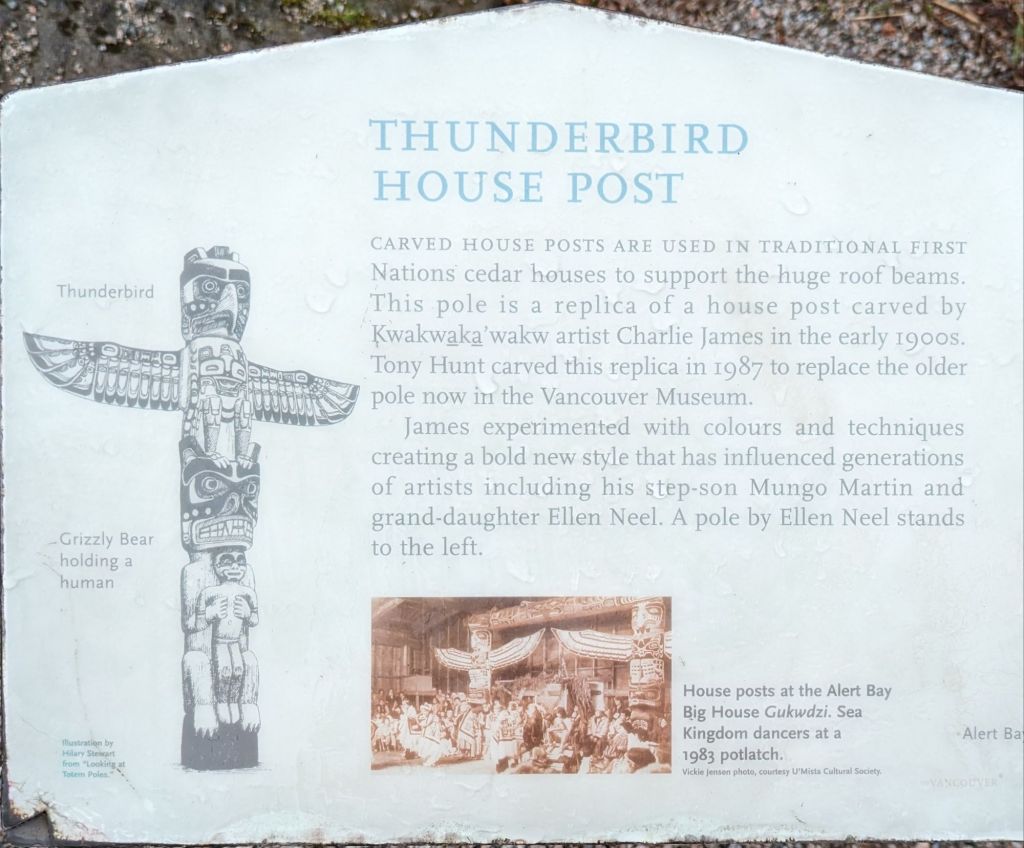 THUNDERBIRD
HOUSE POST
CARVED HOUSE POSTS ARE USED IN TRADITIONAL FIRST
Nations cedar houses to support the huge roof beams.
This pole is a replica of a house post carved by
Ḵwakwa̱ka̱'wakw artist Charlie James in the early 1900s.
Tony Hunt carved this replica in 1987 to replace the older
pole now in the Vancouver Museum.
James experimented with colours and techniques
creating a bold new style that has influenced generations
of artists including his step-son Mungo Martin and
grand-daughter Ellen Neel. A pole by Ellen Neel stands
to the left.
Thunderbird
Grizzly Bear
holding a
human
Illustration by
Hilary Stewart
from "Looking at
Totem Poles."
House posts at the Alert Bay
Big House Gukwdzi. Sea
Kingdom dancers at a
1983 potlatch.
Vickie Jensen photo, courtesy U'Mista Cultural Society.
Alert Bay
VANCOUVER